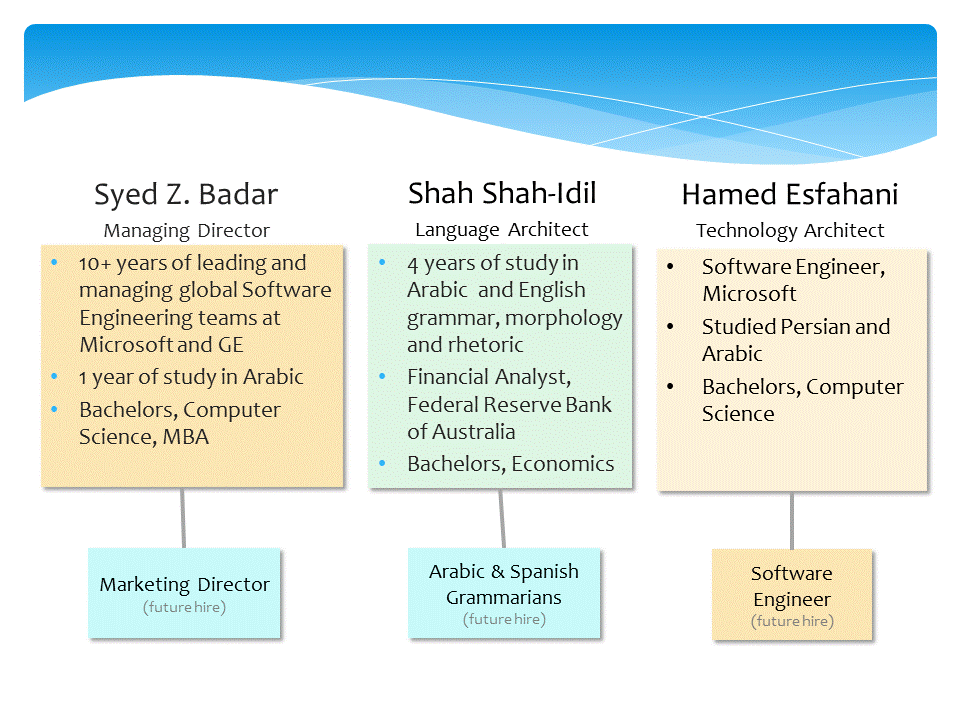 Syed Z. Badar
Managing Director
• 10+ years of leading and
managing global Software
Engineering teams at
Microsoft and GE
• 1 year of study in Arabic
• Bachelors, Computer
Science, MBA
Marketing Director
(future hire)
Shah Shah-Idil
Language Architect
• 4 years of study in
Arabic and English
grammar, morphology
and rhetoric
• Financial Analyst,
Federal Reserve Bank
of Australia
• Bachelors, Economics
Arabic & Spanish
Grammarians
(future hire)
Hamed Esfahani
Technology Architect
• Software Engineer,
Microsoft
• Studied Persian and
Arabic
• Bachelors, Computer
Science
Software
Engineer
(future hire)